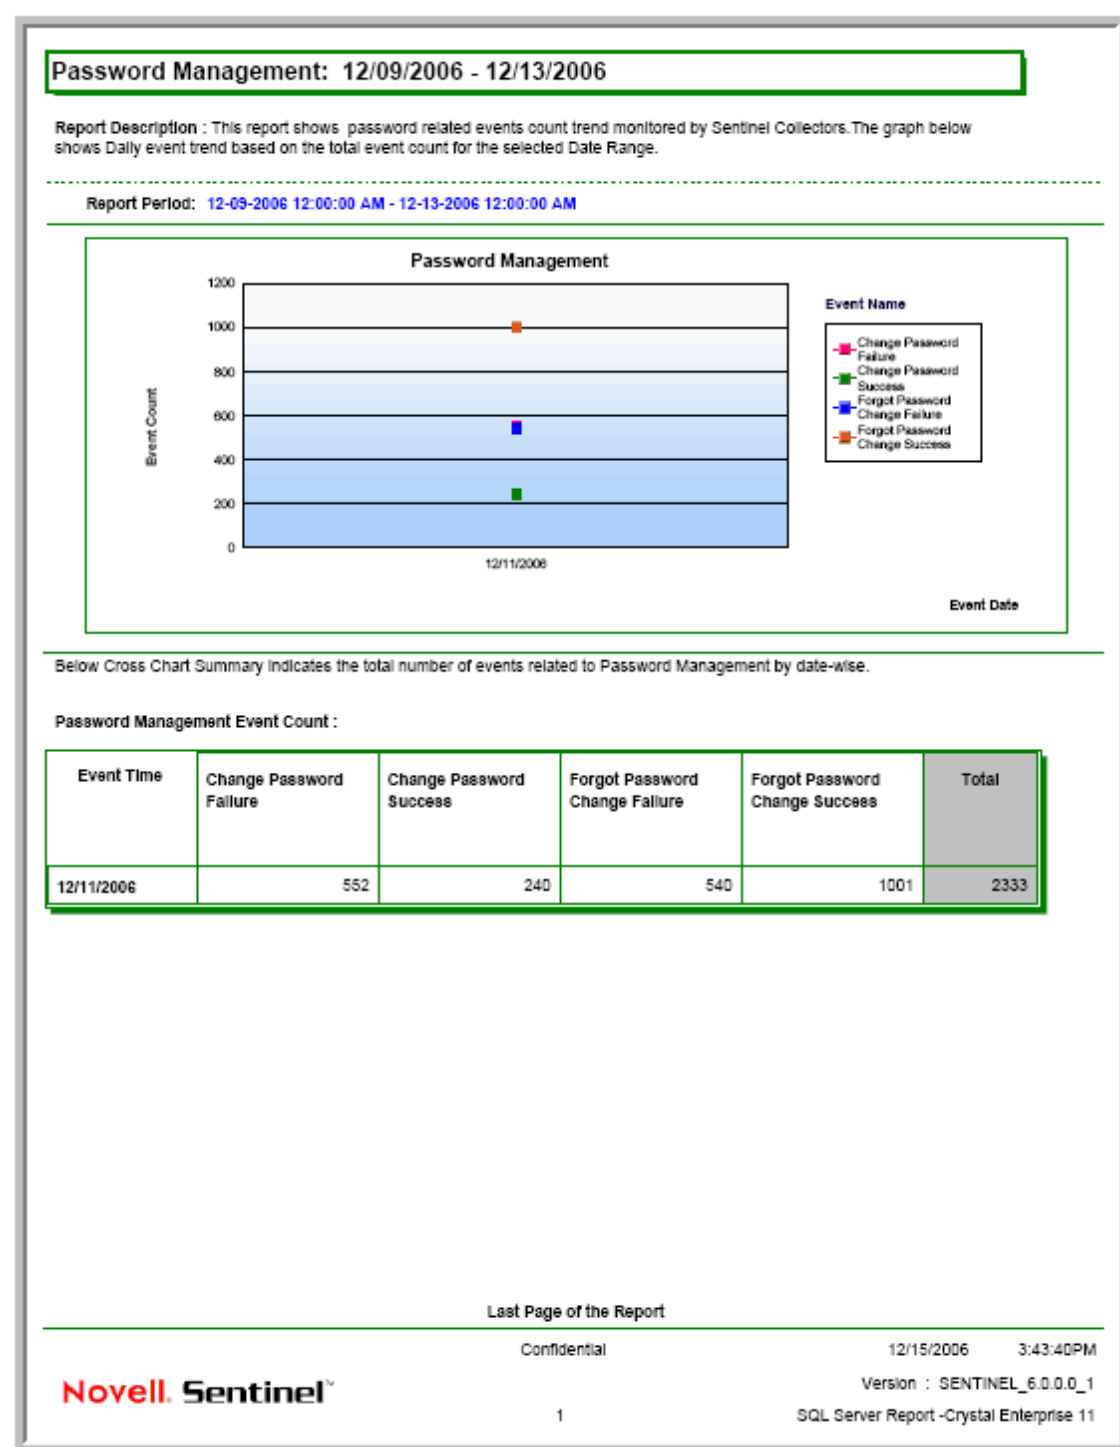 Password Management: 12/09/2006 - 12/13/2006
Report Description : This report shows password related events count trend monitored by Sentinel Collectors.The graph below
shows Daily event trend based on the total event count for the selected Date Range.
Report Period: 12-09-2006 12:00:00 AM - 12-13-2006 12:00:00 AM
Password Management
1200
1000
800
600
400
200
0
Event Count
12/11/2006
Event Date
Event Name
Change Password
Failure
Change Password
Success
Forgot Password
Change Failure
Forgot Password
Change Success
Below Cross Chart Summary indicates the total number of events related to Password Management by date-wise.
Password Management Event Count :
Event Time
Change Password
Failure
Change Password
Success
Forgot Password
Change Failure
Forgot Password
Change Success
Total
12/11/2006 552 240 540 1001 2333
Last Page of the Report
Confidential 12/15/2006 3:43:40PM
Novell. Sentinel™
Version : SENTINEL_6.0.0.0_1
1 SQL Server Report -Crystal Enterprise 11